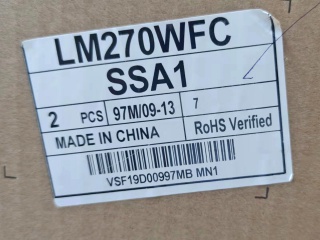 LM270WFC
SSA1
2 PCS 97M/09-13 7
MADE IN CHINA RoHS Verified
VSF19D00997MB MN1